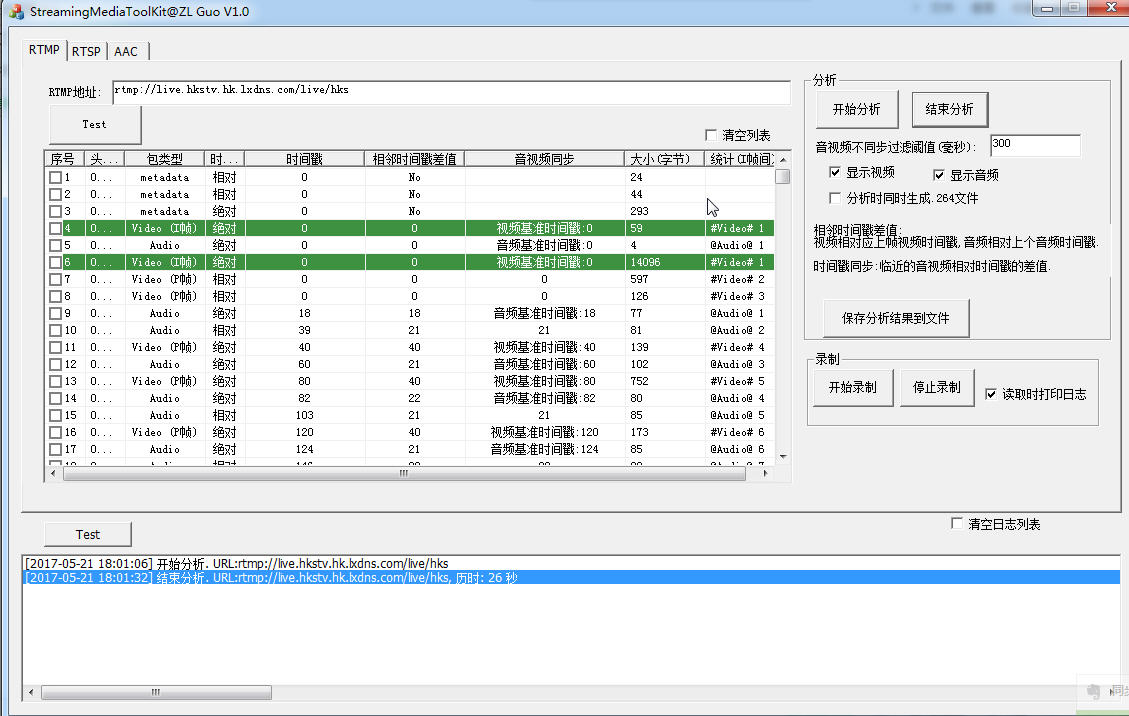 StreamingMediaToolKit@ZL Guo V1.0
RTMP RTSP AAC
RTMP地址: rtmp://live.hkstv.hk.lxdns.com/live/hks
Test
清空列表
序号 头... 包类型 时... 时间戳 相邻时间戳差值 音视频同步 大小(字节) 统计(I帧间
1 0... metadata 相对 0 No 24
2 0... metadata 相对 0 No 44
3 0... metadata 绝对 0 No 293
4 0... Video (I帧) 绝对 0 0 视频基准时间戳:0 59 #Video# 1
5 0... Audio 绝对 0 0 音频基准时间戳:0 4 @Audio@ 1
6 0... Video (I帧) 绝对 0 0 视频基准时间戳:0 14096 #Video# 1
7 0... Video (P帧) 相对 0 0 0 597 #Video# 2
8 0... Video (P帧) 相对 0 0 0 126 #Video# 3
9 0... Audio 绝对 18 18 音频基准时间戳:18 77 @Audio@ 1
10 0... Audio 相对 39 21 21 81 @Audio@ 2
11 0... Video (P帧) 绝对 40 40 视频基准时间戳:40 139 #Video# 4
12 0... Audio 绝对 60 21 音频基准时间戳:60 102 @Audio@ 3
13 0... Video (P帧) 绝对 80 40 视频基准时间戳:80 752 #Video# 5
14 0... Audio 绝对 82 22 音频基准时间戳:82 80 @Audio@ 4
15 0... Audio 相对 103 21 21 85 @Audio@ 5
16 0... Video (P帧) 绝对 120 40 视频基准时间戳:120 173 #Video# 6
17 0... Audio 绝对 124 21 音频基准时间戳:124 85 @Audio@ 6
分析
开始分析 结束分析
音视频不同步过滤阈值(毫秒): 300
显示视频 显示音频
分析时同时生成.264文件
相邻时间戳差值:
视频相对应上帧视频时间戳,音频相对上个音频时间戳.
时间戳同步:临近的音视频相对时间戳的差值.
保存分析结果到文件
录制
开始录制 停止录制 读取时打印日志
Test
清空日志列表
[2017-05-21 18:01:06] 开始分析. URL:rtmp://live.hkstv.hk.lxdns.com/live/hks
[2017-05-21 18:01:32] 结束分析. URL:rtmp://live.hkstv.hk.lxdns.com/live/hks, 历时: 26 秒